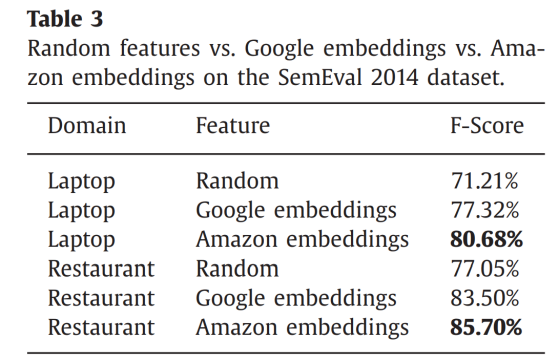 Table 3
Random features vs. Google embeddings vs. Ama-
zon embeddings on the SemEval 2014 dataset.
Domain Feature F-Score
Laptop Random 71.21%
Laptop Google embeddings 77.32%
Laptop Amazon embeddings 80.68%
Restaurant Random 77.05%
Restaurant Google embeddings 83.50%
Restaurant Amazon embeddings 85.70%